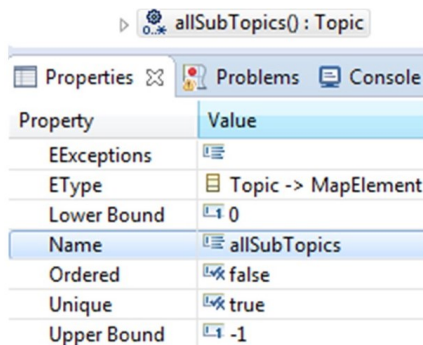 0..* allSubTopics() : Topic
Properties Problems Console
Property Value
EExceptions
EType Topic -> MapElement
Lower Bound 0
Name allSubTopics
Ordered false
Unique true
Upper Bound -1